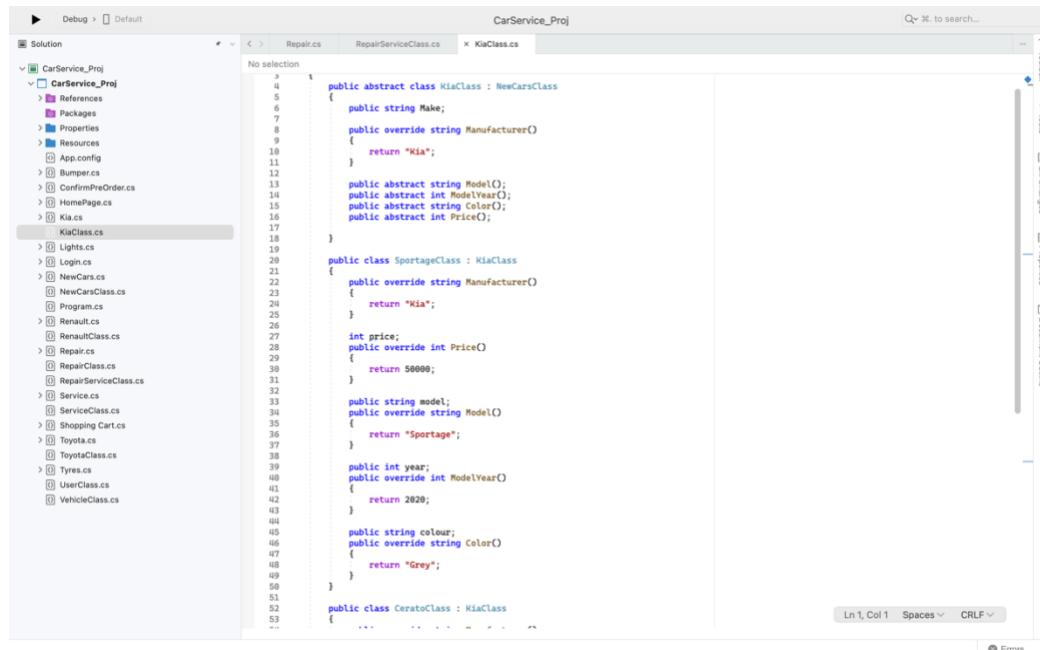 Debug > Default
CarService_Proj
⌘. to search...
Solution
Repair.cs
RepairServiceClass.cs
× KiaClass.cs
No selection
CarService_Proj
CarService_Proj
References
Packages
Properties
Resources
App.config
Bumper.cs
ConfirmPreOrder.cs
HomePage.cs
Kia.cs
KiaClass.cs
Lights.cs
Login.cs
NewCars.cs
NewCarsClass.cs
Program.cs
Renault.cs
RenaultClass.cs
Repair.cs
RepairClass.cs
RepairServiceClass.cs
Service.cs
ServiceClass.cs
Shopping Cart.cs
Toyota.cs
ToyotaClass.cs
Tyres.cs
UserClass.cs
VehicleClass.cs
3 {
4 public abstract class KiaClass : NewCarsClass
5 {
6 public string Make;
7
8 public override string Manufacturer()
9 {
10 return "Kia";
11 }
12
13 public abstract string Model();
14 public abstract int ModelYear();
15 public abstract string Color();
16 public abstract int Price();
17
18 }
19
20 public class SportageClass : KiaClass
21 {
22 public override string Manufacturer()
23 {
24 return "Kia";
25 }
26
27 int price;
28 public override int Price()
29 {
30 return 50000;
31 }
32
33 public string model;
34 public override string Model()
35 {
36 return "Sportage";
37 }
38
39 public int year;
40 public override int ModelYear()
41 {
42 return 2020;
43 }
44
45 public string colour;
46 public override string Color()
47 {
48 return "Grey";
49 }
50 }
51
52 public class CeratoClass : KiaClass
53 {
Ln 1, Col 1 Spaces CRLF
Errors